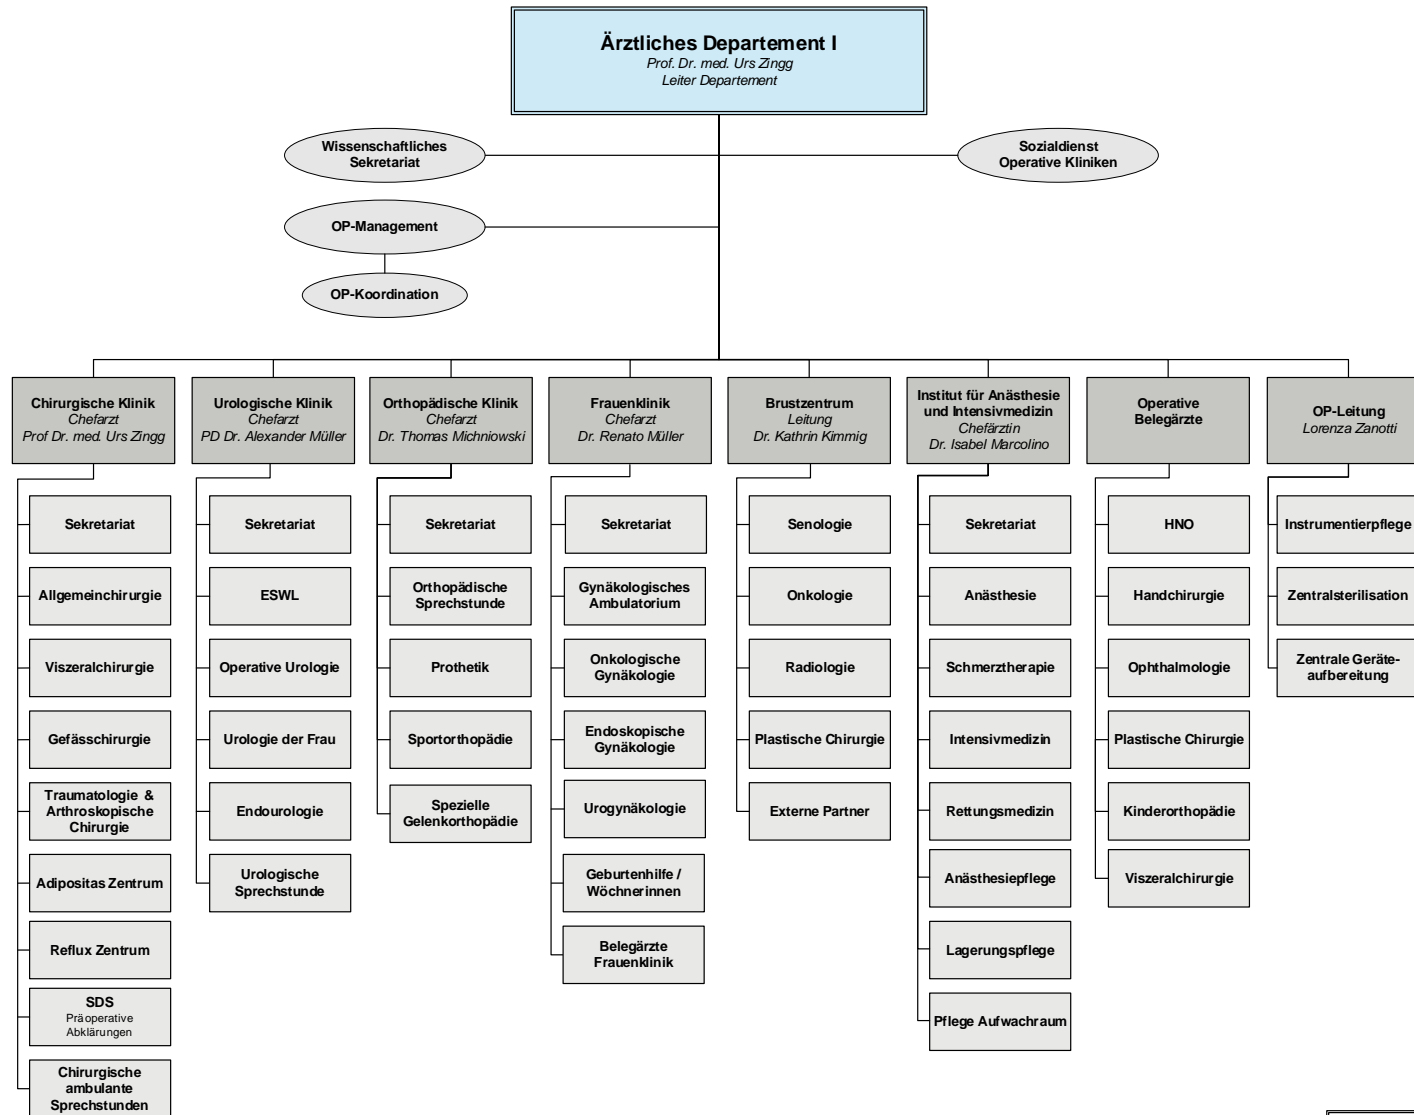 Ärztliches Departement I
Prof. Dr. med. Urs Zingg
Leiter Departement
Wissenschaftliches
Sekretariat
Sozialdienst
Operative Kliniken
OP-Management
OP-Koordination
Chirurgische Klinik
Chefarzt
Prof Dr. med. Urs Zingg
Urologische Klinik
Chefarzt
PD Dr. Alexander Müller
Orthopädische Klinik
Chefarzt
Dr. Thomas Michniowski
Frauenklinik
Chefarzt
Dr. Renato Müller
Brustzentrum
Leitung
Dr. Kathrin Kimmig
Institut für Anästhesie
und Intensivmedizin
Chefärztin
Dr. Isabel Marcolino
Operative
Belegärzte
OP-Leitung
Lorenza Zanotti
Sekretariat
Allgemeinchirurgie
Viszeralchirurgie
Gefässchirurgie
Traumatologie &
Arthroskopische
Chirurgie
Adipositas Zentrum
Reflux Zentrum
SDS
Präoperative
Abklärungen
Chirurgische
ambulante
Sprechstunden
Sekretariat
ESWL
Operative Urologie
Urologie der Frau
Endourologie
Urologische
Sprechstunde
Sekretariat
Orthopädische
Sprechstunde
Prothetik
Sportorthopädie
Spezielle
Gelenkorthopädie
Sekretariat
Gynäkologisches
Ambulatorium
Onkologische
Gynäkologie
Endoskopische
Gynäkologie
Urogynäkologie
Geburtenhilfe /
Wöchnerinnen
Belegärzte
Frauenklinik
Senologie
Onkologie
Radiologie
Plastische Chirurgie
Externe Partner
Sekretariat
Anästhesie
Schmerztherapie
Intensivmedizin
Rettungsmedizin
Anästhesiepflege
Lagerungspflege
Pflege Aufwachraum
HNO
Handchirurgie
Ophthalmologie
Plastische Chirurgie
Kinderorthopädie
Viszeralchirurgie
Instrumentierpflege
Zentralsterilisation
Zentrale Geräte-
aufbereitung